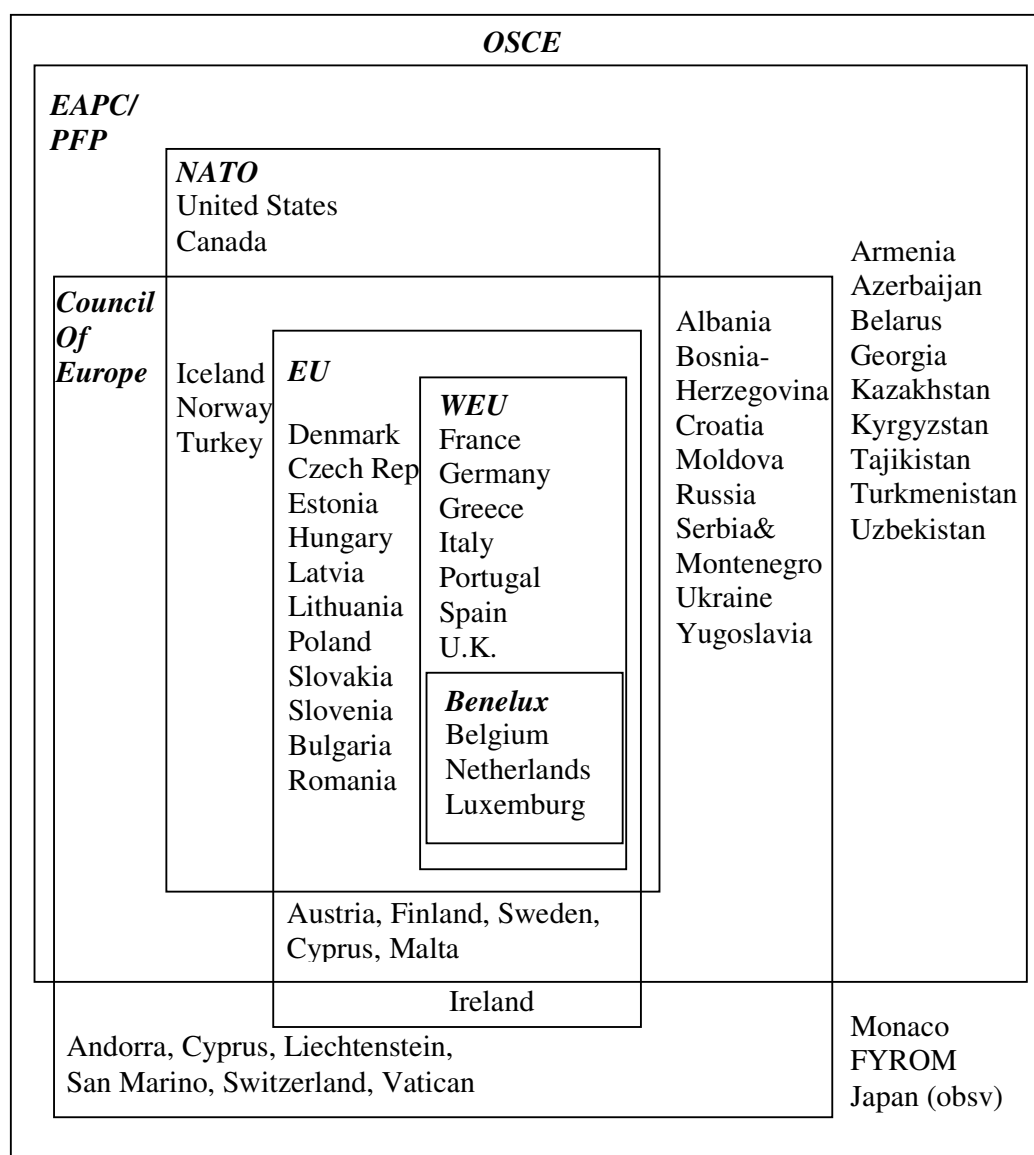 OSCE
EAPC/
PFP
NATO
United States
Canada
Council
Of
Europe
Iceland
Norway
Turkey
EU
Denmark
Czech Rep
Estonia
Hungary
Latvia
Lithuania
Poland
Slovakia
Slovenia
Bulgaria
Romania
WEU
France
Germany
Greece
Italy
Portugal
Spain
U.K.
Benelux
Belgium
Netherlands
Luxemburg
Albania
Bosnia-
Herzegovina
Croatia
Moldova
Russia
Serbia&
Montenegro
Ukraine
Yugoslavia
Armenia
Azerbaijan
Belarus
Georgia
Kazakhstan
Kyrgyzstan
Tajikistan
Turkmenistan
Uzbekistan
Austria, Finland, Sweden,
Cyprus, Malta
Ireland
Andorra, Cyprus, Liechtenstein,
San Marino, Switzerland, Vatican
Monaco
FYROM
Japan (obsv)